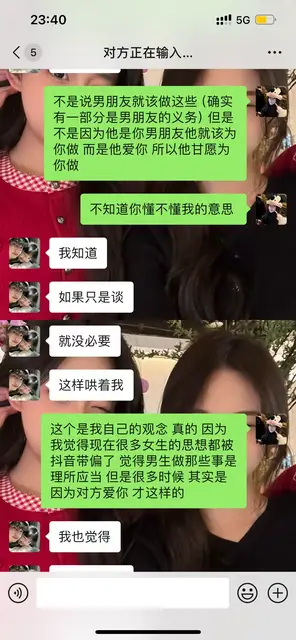 23:40
5G
5
对方正在输入...
不是说男朋友就该做这些 (确实
有一部分是男朋友的义务) 但是
不是因为他是你男朋友他就该为
你做 而是他爱你 所以他甘愿为
你做
不知道你懂不懂我的意思
我知道
如果只是谈
就没必要
这样哄着我
这个是我自己的观念 真的 因为
我觉得现在很多女生的思想都被
抖音带偏了 觉得男生做那些事是
理所应当 但是很多时候 其实是
因为对方爱你 才这样的
我也觉得